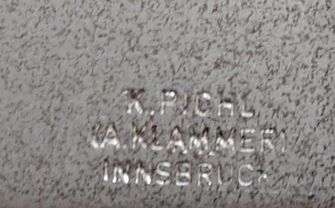 K. PICHL
(A. KLAMMER)
INNSBRUCK